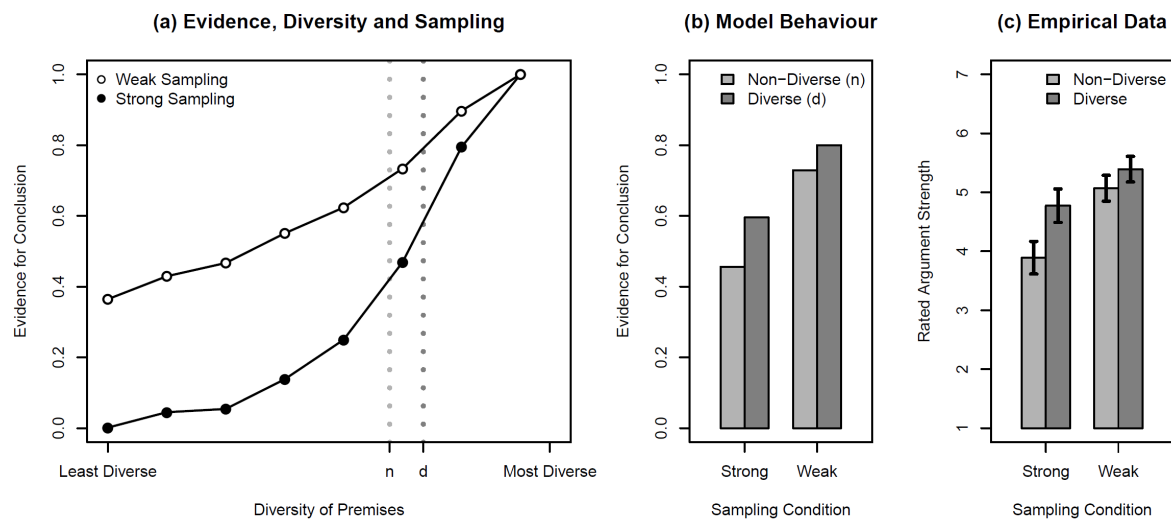 (a) Evidence, Diversity and Sampling
Weak Sampling
Strong Sampling
Evidence for Conclusion
0.0 0.2 0.4 0.6 0.8 1.0
Least Diverse n d Most Diverse
Diversity of Premises
(b) Model Behaviour
Non−Diverse (n)
Diverse (d)
Evidence for Conclusion
0.0 0.2 0.4 0.6 0.8 1.0
Strong Weak
Sampling Condition
(c) Empirical Data
Non−Diverse
Diverse
Rated Argument Strength
1 2 3 4 5 6 7
Strong Weak
Sampling Condition